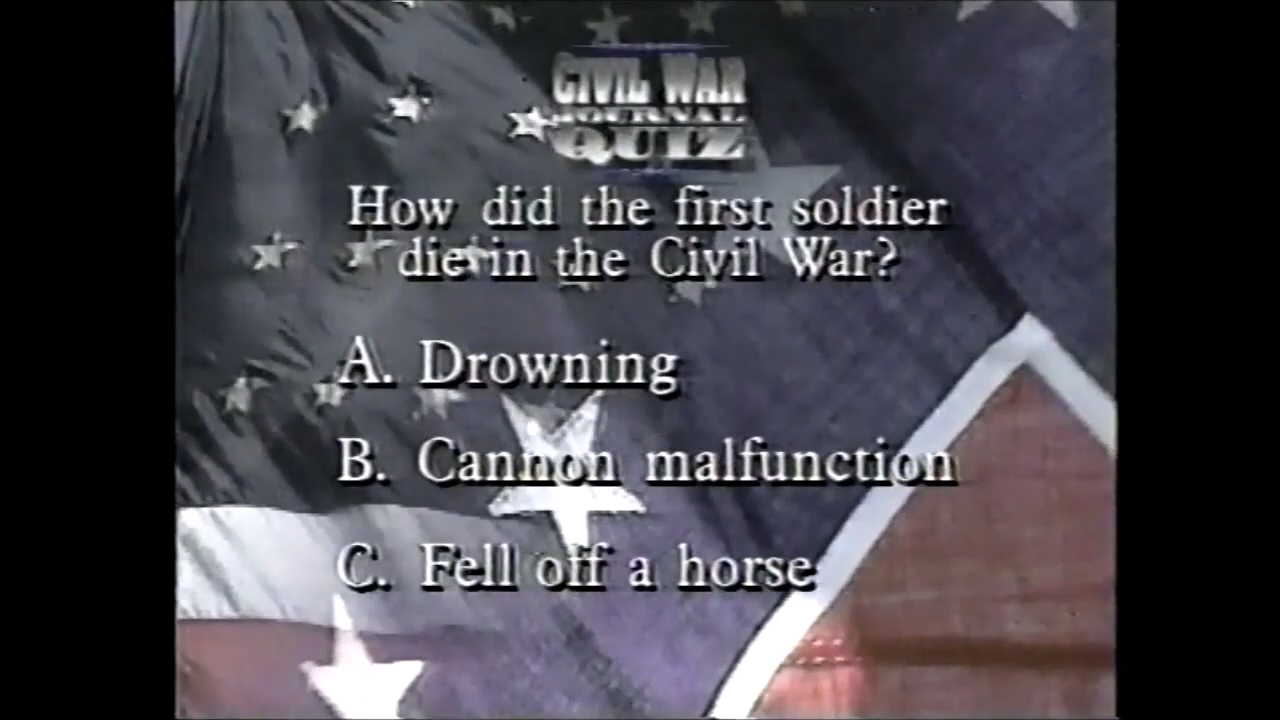 CIVIL WAR
JOURNAL
QUIZ
How did the first soldier
die in the Civil War?
A. Drowning
B. Cannon malfunction
C. Fell off a horse